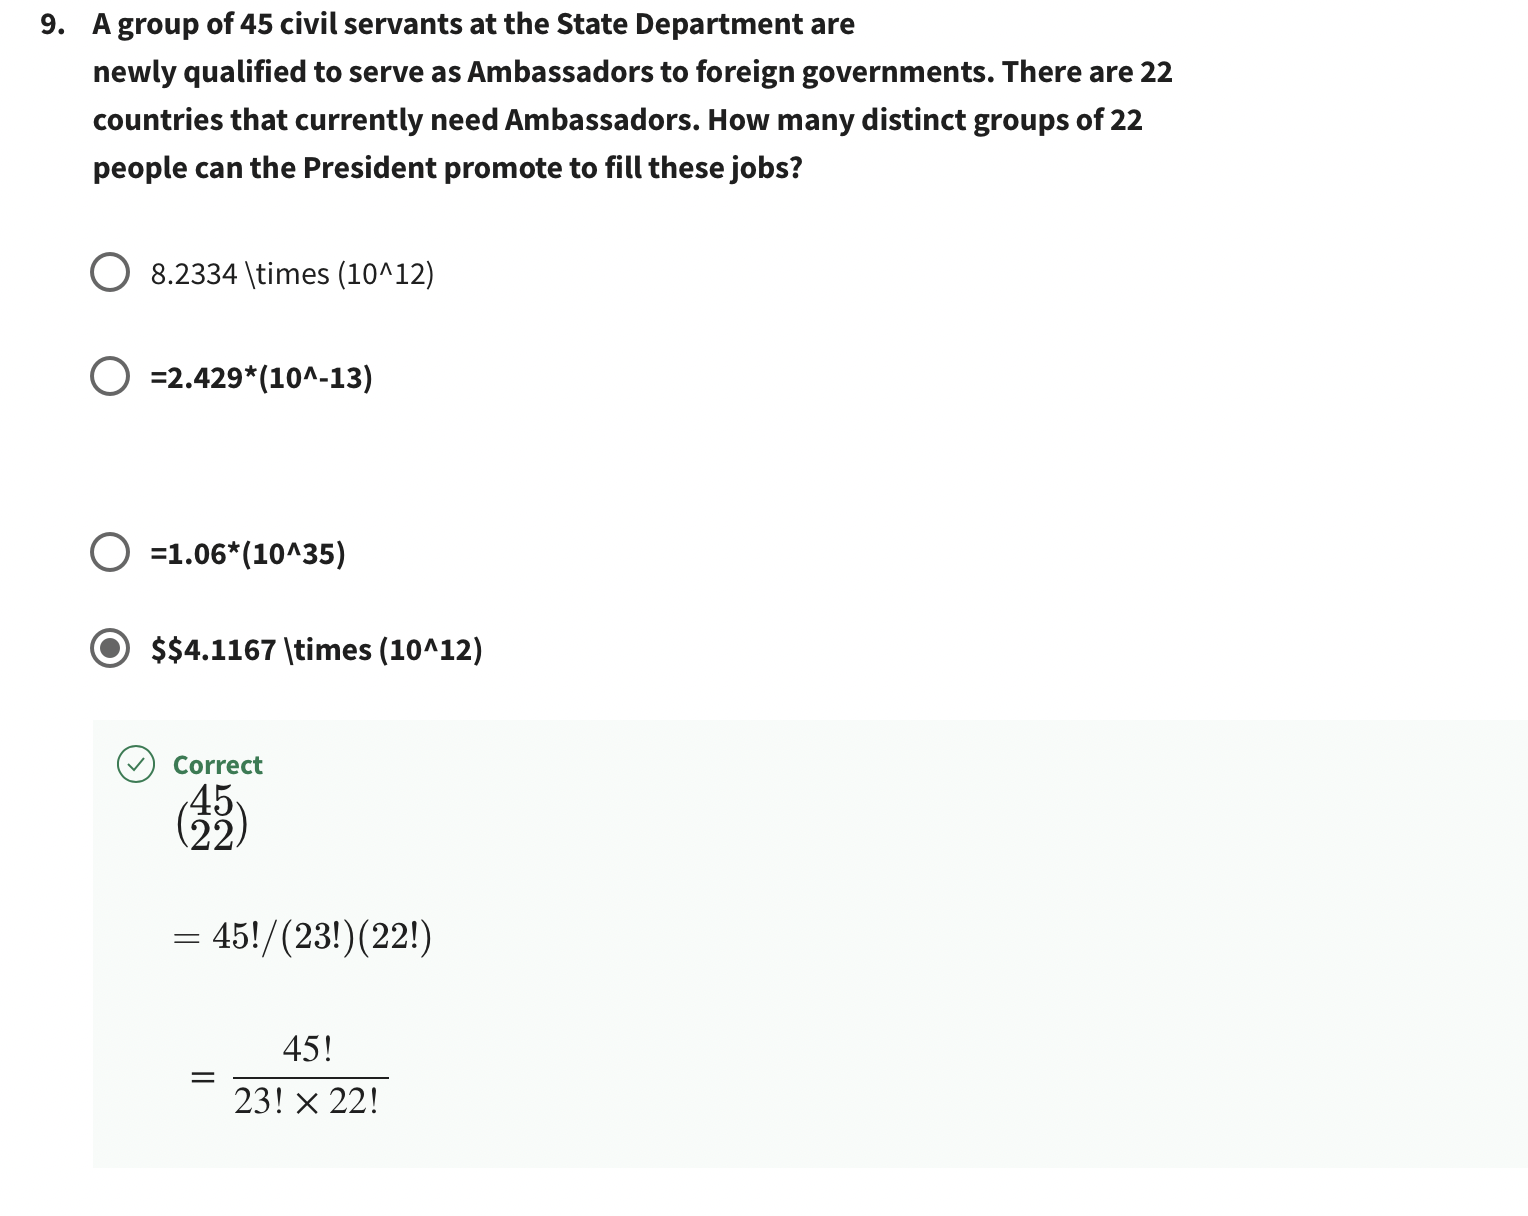 9. A group of 45 civil servants at the State Department are
newly qualified to serve as Ambassadors to foreign governments. There are 22
countries that currently need Ambassadors. How many distinct groups of 22
people can the President promote to fill these jobs?
8.2334 \times (10^12)
=2.429*(10^-13)
=1.06*(10^35)
$$4.1167 \times (10^12)
Correct
(45
22)
= 45!/(23!)(22!)
= 45!
23! × 22!